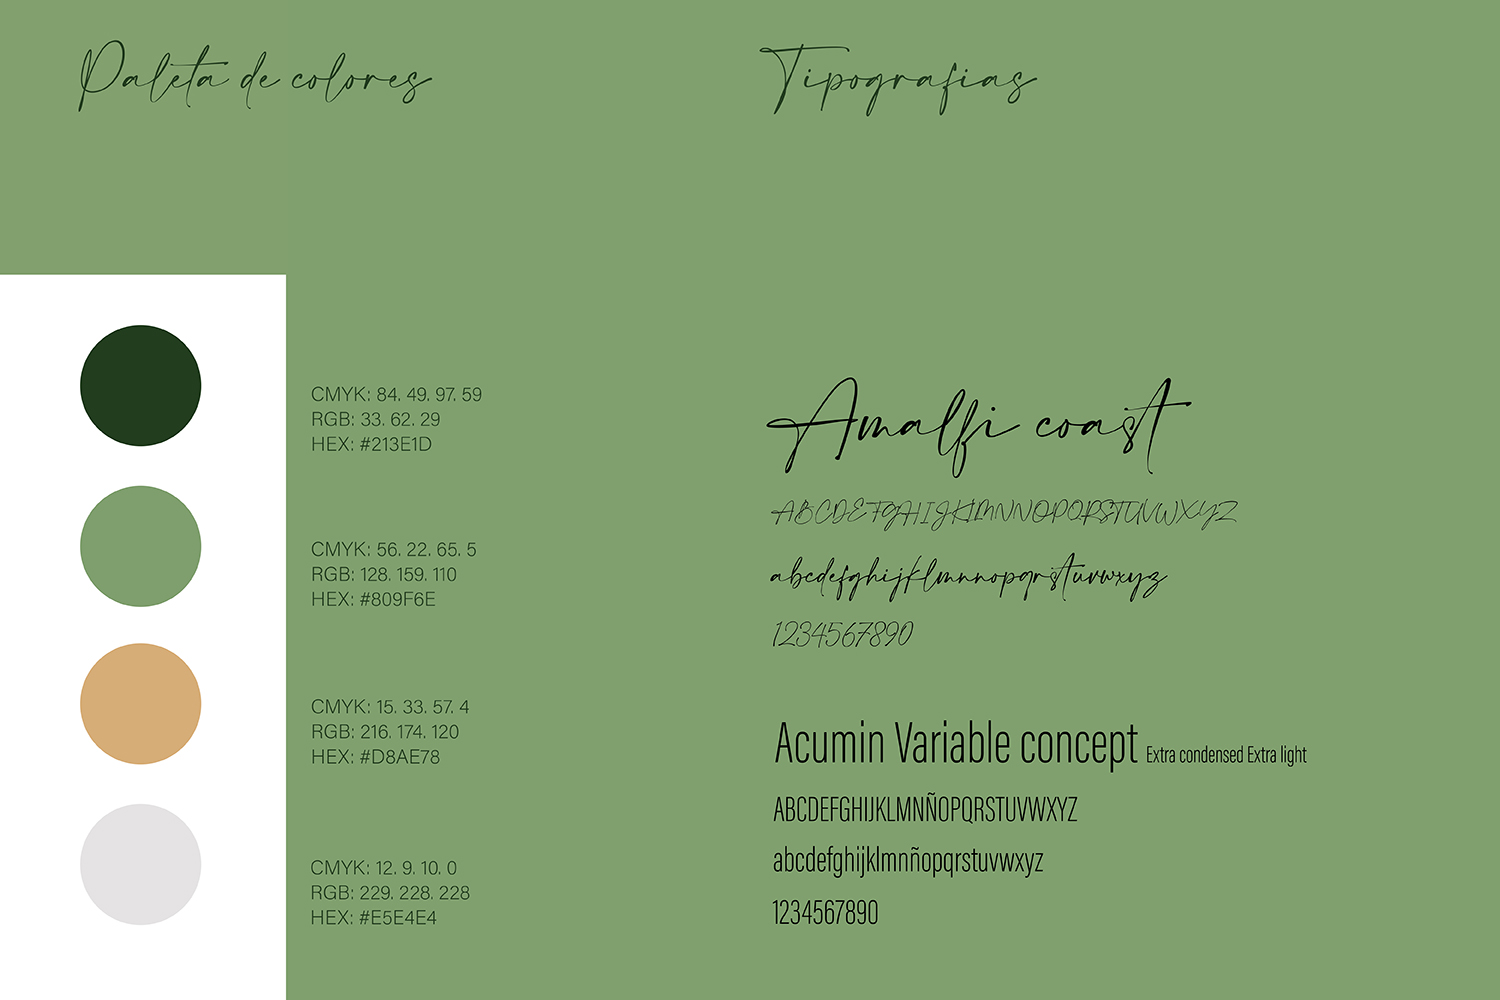 Paleta de colores
CMYK: 84. 49. 97. 59
RGB: 33. 62. 29
HEX: #213E1D
CMYK: 56. 22. 65. 5
RGB: 128. 159. 110
HEX: #809F6E
CMYK: 15. 33. 57. 4
RGB: 216. 174. 120
HEX: #D8AE78
CMYK: 12. 9. 10. 0
RGB: 229. 228. 228
HEX: #E5E4E4
Tipografias
Amalfi coast
ABCDEFGHIJKLMNNOPQRSTUVWXYZ
abcdefghijklmnnopqrstuvwxyz
1234567890
Acumin Variable concept Extra condensed Extra light
ABCDEFGHIJKLMNÑOPQRSTUVWXYZ
abcdefghijklmnñopqrstuvwxyz
1234567890